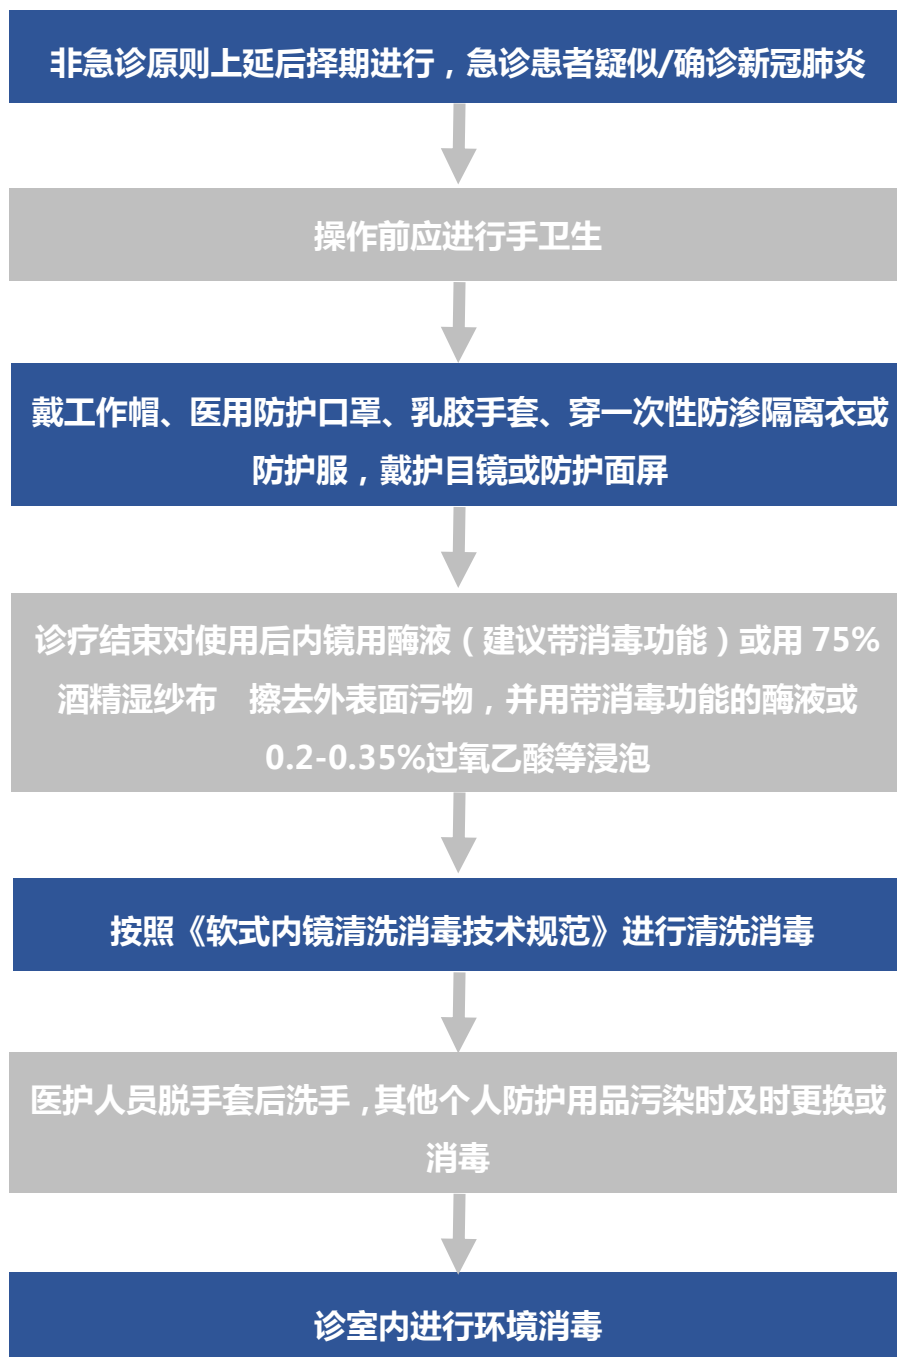 非急诊原则上延后择期进行，急诊患者疑似/确诊新冠肺炎
操作前应进行手卫生
戴工作帽、医用防护口罩、乳胶手套、穿一次性防渗隔离衣或
防护服，戴护目镜或防护面屏
诊疗结束对使用后内镜用酶液（建议带消毒功能）或用 75%
酒精湿纱布　擦去外表面污物，并用带消毒功能的酶液或
0.2-0.35%过氧乙酸等浸泡
按照《软式内镜清洗消毒技术规范》进行清洗消毒
医护人员脱手套后洗手，其他个人防护用品污染时及时更换或
消毒
诊室内进行环境消毒